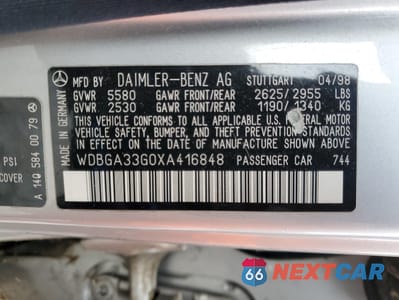 MFD. BY DAIMLER-BENZ AG STUTTGART 04/98
GVWR 5580 GAWR FRONT/REAR 2625/2955 LBS
GVWR 2530 GAWR FRONT/REAR 1190/1340 KG
THIS VEHICLE CONFORMS TO ALL APPLICABLE U.S. FEDERAL MOTOR
VEHICLE SAFETY, BUMPER, AND THEFT PREVENTION STANDARDS
IN EFFECT ON THE DATE OF MANUFACTURE SHOWN ABOVE.
WDBGA33G0XA416848 PASSENGER CAR 744
MADE IN GERMANY
A 140 584 00 79
PSI
COVER
66 NEXTCAR